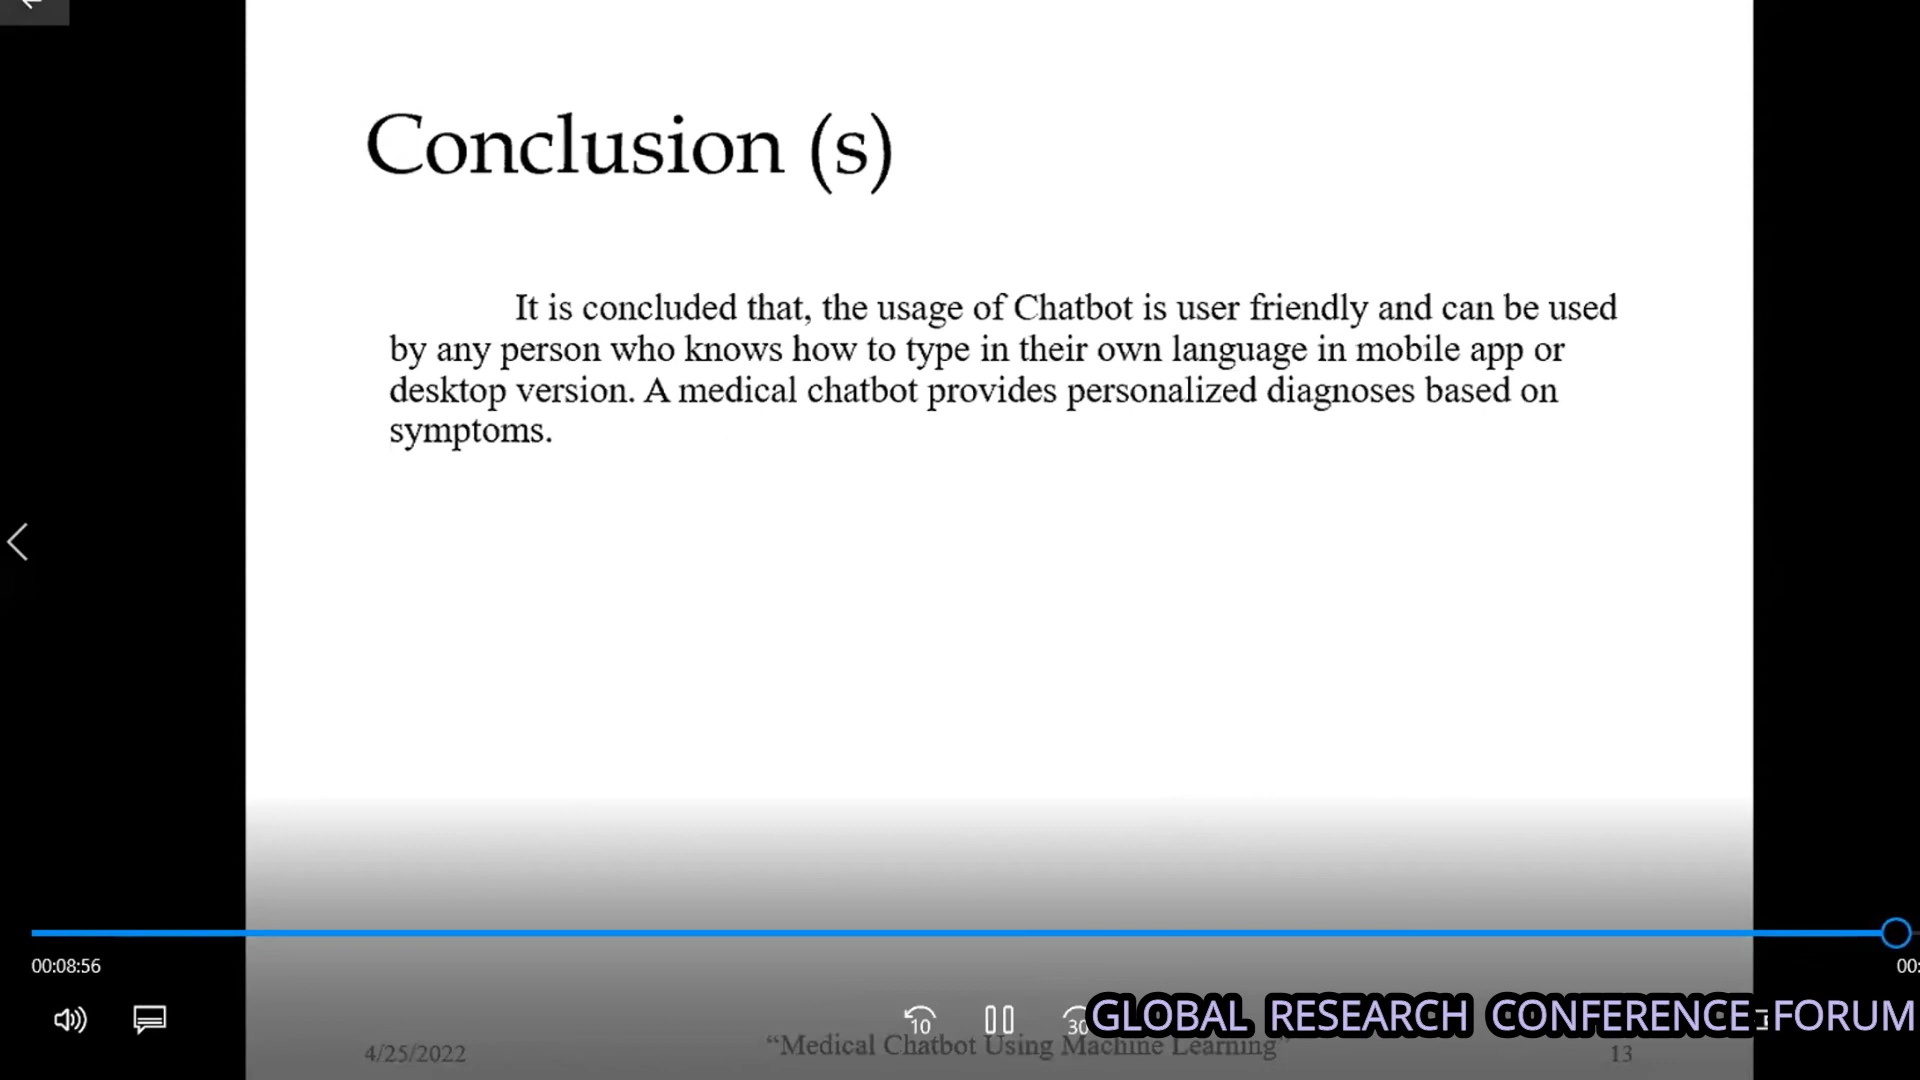 Conclusion (s)
It is concluded that, the usage of Chatbot is user friendly and can be used
by any person who knows how to type in their own language in mobile app or
desktop version. A medical chatbot provides personalized diagnoses based on
symptoms.
00:08:56
00:
10
30
GLOBAL RESEARCH CONFERENCE FORUM
4/25/2022
“Medical Chatbot Using Machine Learning”
13